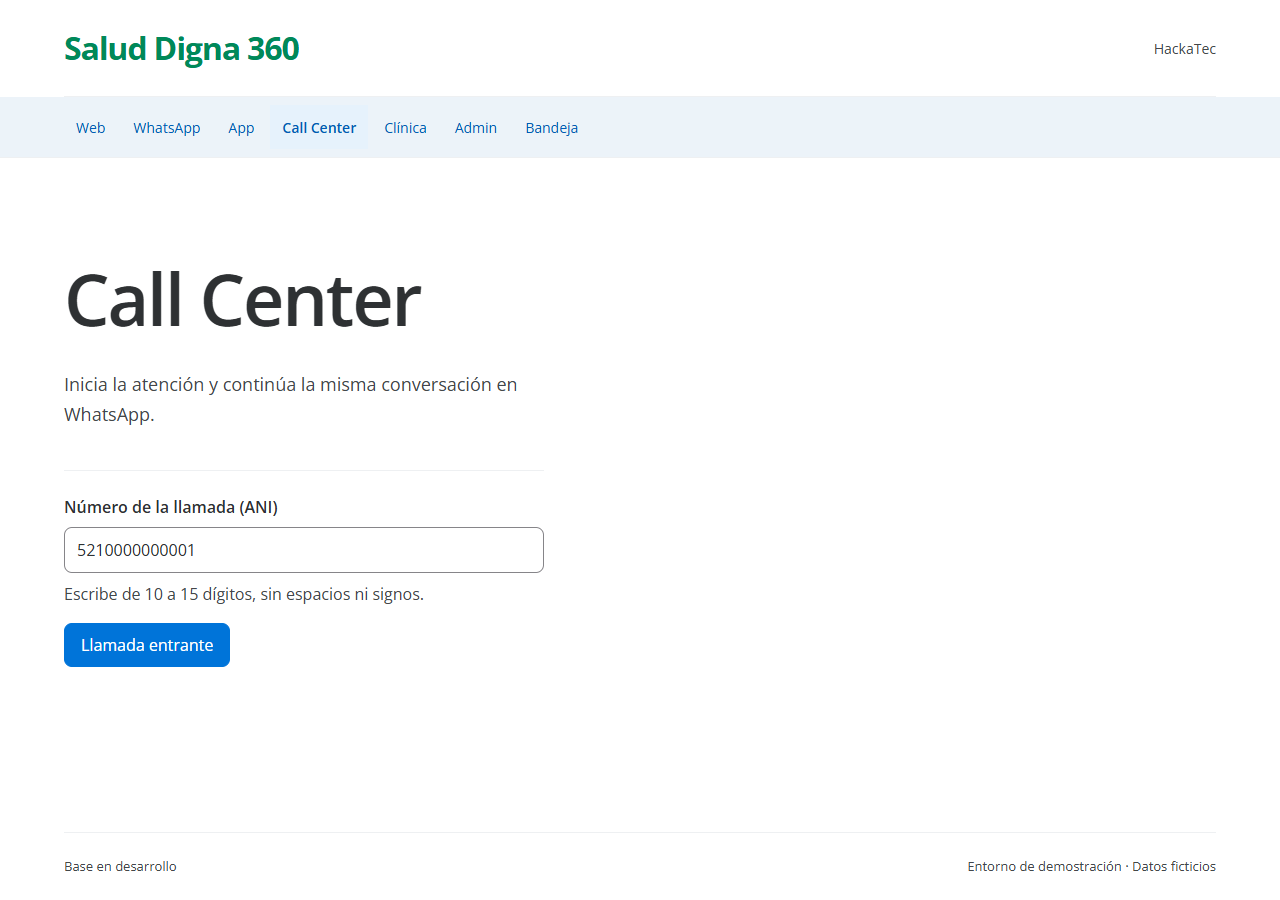 Salud Digna 360
HackaTec
Web
WhatsApp
App
Call Center
Clínica
Admin
Bandeja
Call Center
Inicia la atención y continúa la misma conversación en
WhatsApp.
Número de la llamada (ANI)
5210000000001
Escribe de 10 a 15 dígitos, sin espacios ni signos.
Llamada entrante
Base en desarrollo
Entorno de demostración · Datos ficticios